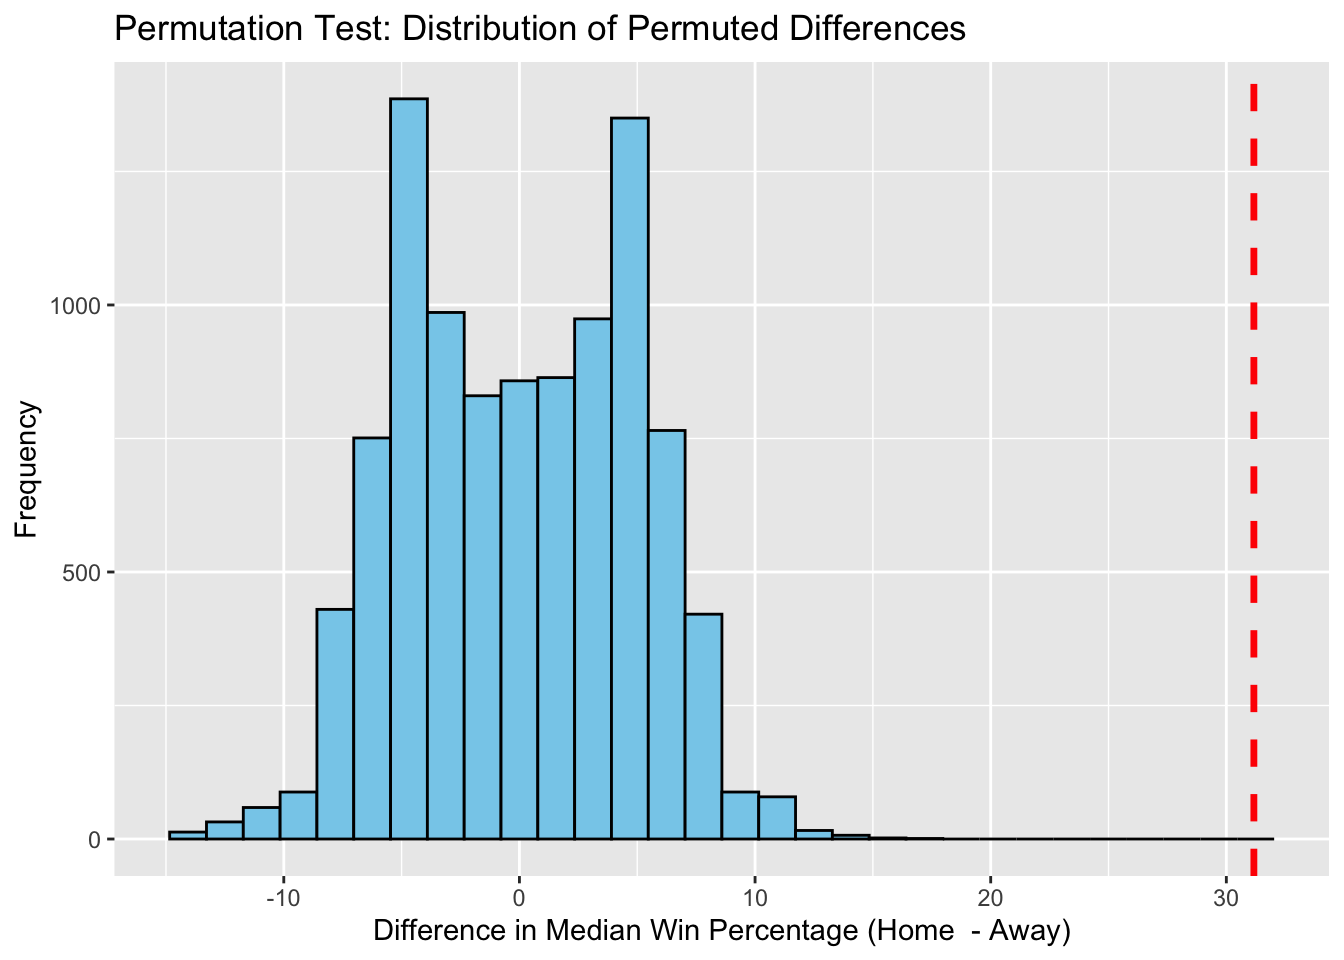 Permutation Test: Distribution of Permuted Differences
Frequency
1000
500
0
-10
0
10
20
30
Difference in Median Win Percentage (Home  - Away)